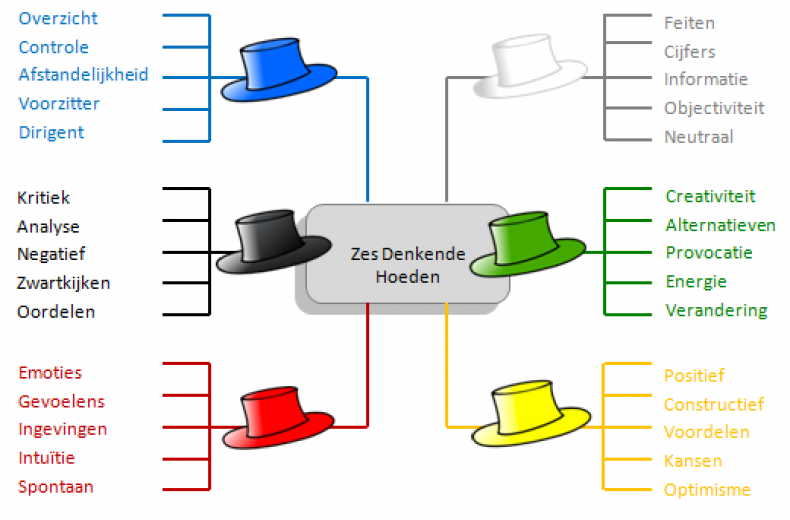 Overzicht
Controle
Afstandelijkheid
Voorzitter
Dirigent
Feiten
Cijfers
Informatie
Objectiviteit
Neutraal
Kritiek
Analyse
Negatief
Zwartkijken
Oordelen
Zes Denkende
Hoeden
Creativiteit
Alternatieven
Provocatie
Energie
Verandering
Emoties
Gevoelens
Ingevingen
Intuïtie
Spontaan
Positief
Constructief
Voordelen
Kansen
Optimisme